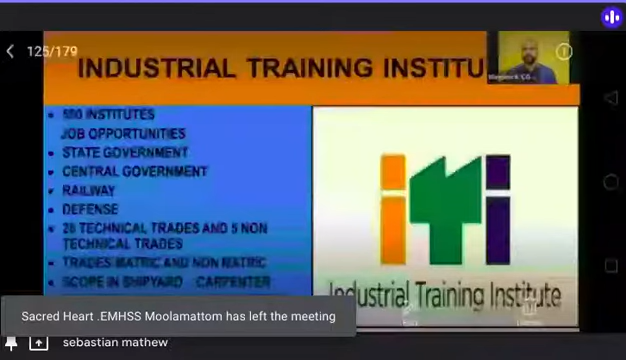 125/179
INDUSTRIAL TRAINING INSTITU
550 INSTITUTES
JOB OPPORTUNITIES
STATE GOVERNMENT
CENTRAL GOVERNMENT
RAILWAY
DEFENSE
TECHNICAL TRADES AND 5 NON
TECHNICAL TRADES
TRADES MATRIC AND NON MATRIC
SCOPE IN SHIPYARD CARPENTER
iTi
Industrial Training Institute
Sacred Heart .EMHSS Moolamattom has left the meeting
sebastian mathew